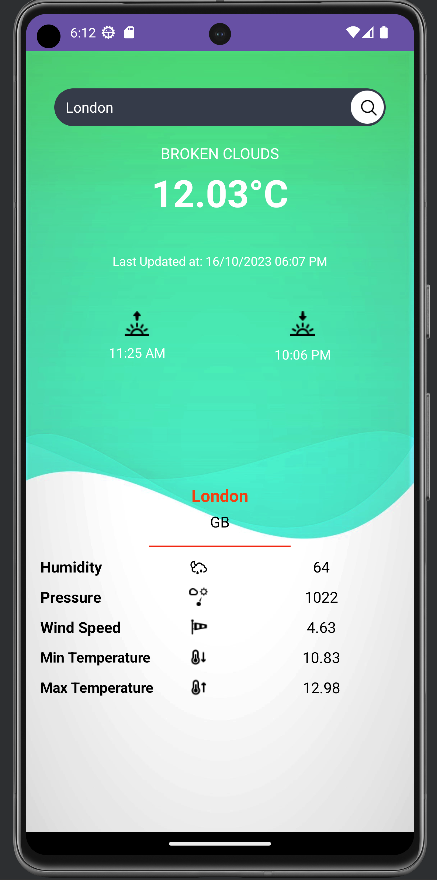 6:12
London
BROKEN CLOUDS
12.03°C
Last Updated at: 16/10/2023 06:07 PM
11:25 AM 10:06 PM
London
GB
Humidity 64
Pressure 1022
Wind Speed 4.63
Min Temperature 10.83
Max Temperature 12.98